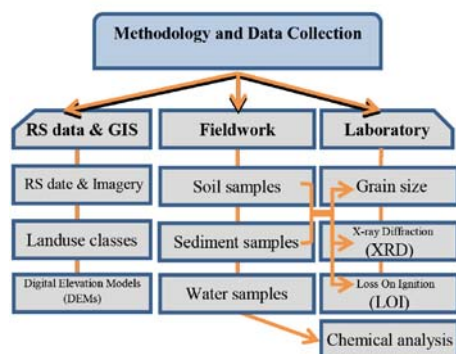 Methodology and Data Collection
RS data & GIS
Fieldwork
Laboratory
RS date & Imagery
Soil samples
Grain size
Landuse classes
Sediment samples
X-ray Diffraction
(XRD)
Digital Elevation Models
(DEMs)
Water samples
Loss On Ignition
(LOI)
Chemical analysis